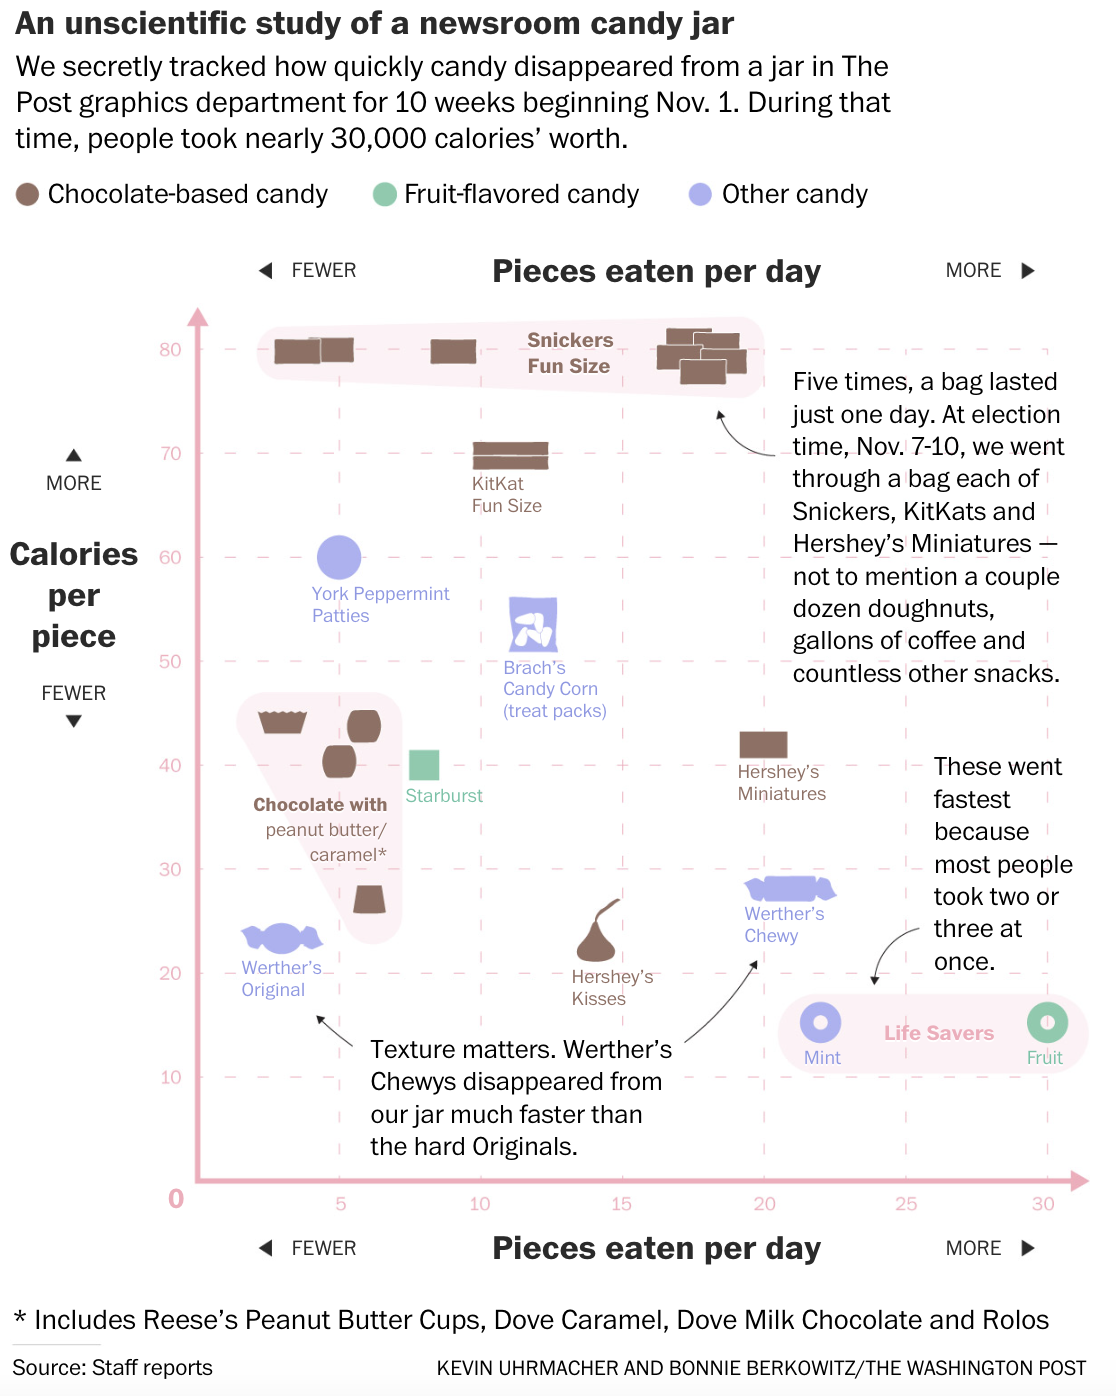 An unscientific study of a newsroom candy jar
We secretly tracked how quickly candy disappeared from a jar in The
Post graphics department for 10 weeks beginning Nov. 1. During that
time, people took nearly 30,000 calories’ worth.
Chocolate-based candy
Fruit-flavored candy
Other candy
FEWER
Pieces eaten per day
MORE
80
Snickers
Fun Size
Five times, a bag lasted
just one day. At election
time, Nov. 7-10, we went
through a bag each of
Snickers, KitKats and
Hershey’s Miniatures —
not to mention a couple
dozen doughnuts,
gallons of coffee and
countless other snacks.
70
KitKat
Fun Size
MORE
Calories
per
piece
FEWER
60
York Peppermint
Patties
50
Brach’s
Candy Corn
(treat packs)
40
Starburst
Hershey’s
Miniatures
Chocolate with
peanut butter/
caramel*
These went
fastest
because
most people
took two or
three at
once.
30
Werther’s
Original
Hershey’s
Kisses
Werther’s
Chewy
20
Life Savers
Mint
Fruit
Texture matters. Werther’s
Chewys disappeared from
our jar much faster than
the hard Originals.
10
0
5
10
15
20
25
30
FEWER
Pieces eaten per day
MORE
* Includes Reese’s Peanut Butter Cups, Dove Caramel, Dove Milk Chocolate and Rolos
Source: Staff reports
KEVIN UHRMACHER AND BONNIE BERKOWITZ/THE WASHINGTON POST